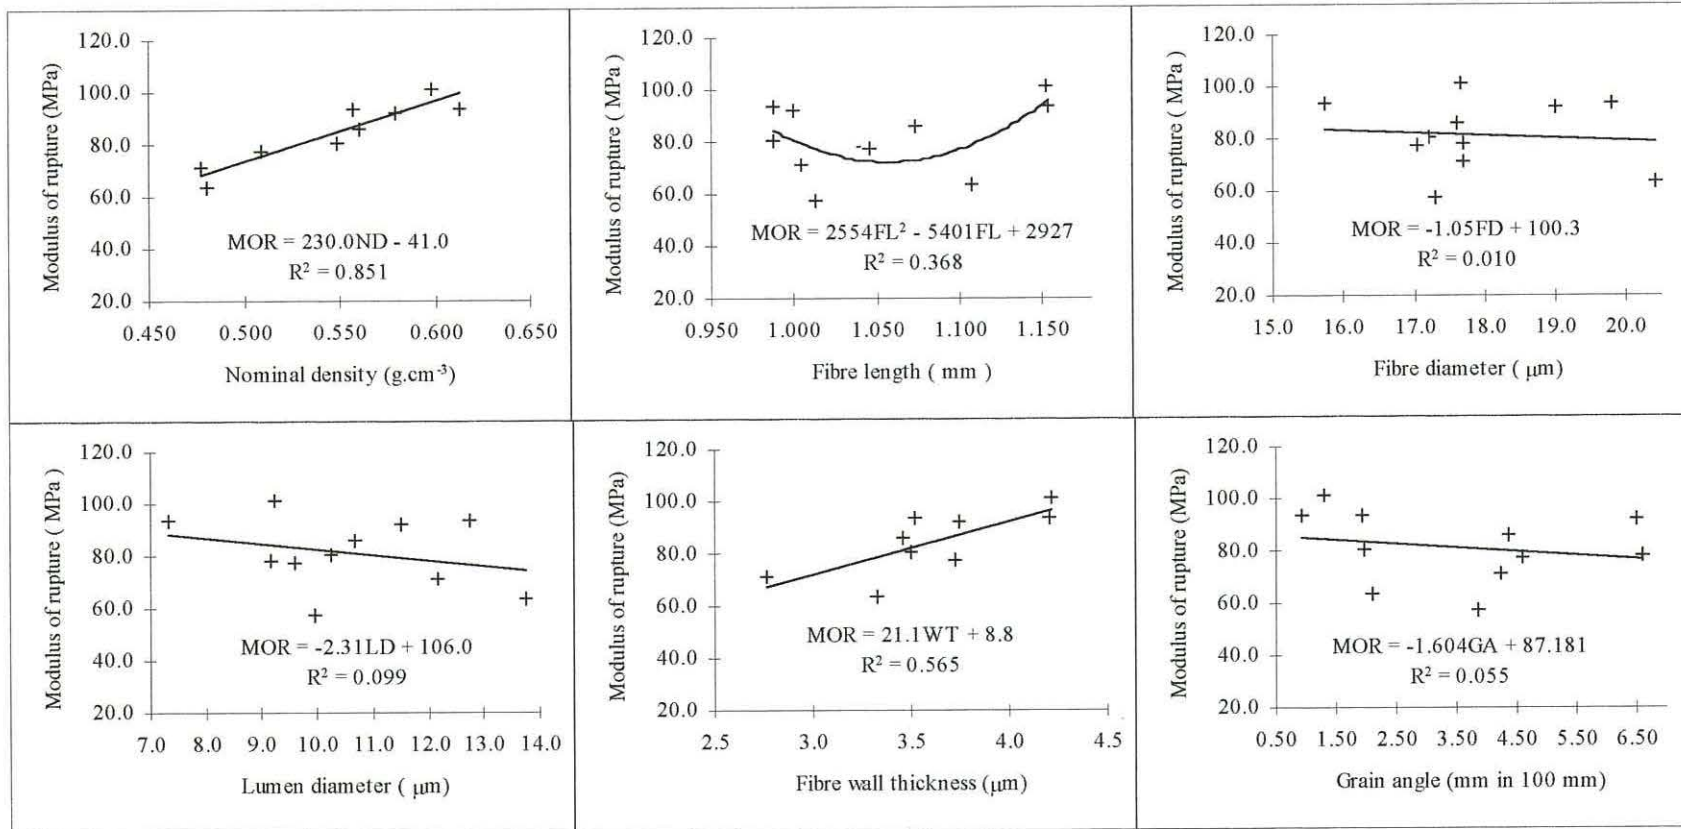 Modulus of rupture (MPa)
120.0
100.0
80.0
60.0
40.0
20.0
MOR = 230.0ND - 41.0
R² = 0.851
0.450 0.500 0.550 0.600 0.650
Nominal density (g.cm⁻³)
Modulus of rupture ( MPa )
120.0
100.0
80.0
60.0
40.0
20.0
MOR = 2554FL² - 5401FL + 2927
R² = 0.368
0.950 1.000 1.050 1.100 1.150
Fibre length ( mm )
Modulus of rupture ( MPa )
120.0
100.0
80.0
60.0
40.0
20.0
MOR = -1.05FD + 100.3
R² = 0.010
15.0 16.0 17.0 18.0 19.0 20.0
Fibre diameter ( μm)
Modulus of rupture ( MPa )
120.0
100.0
80.0
60.0
40.0
20.0
MOR = -2.31LD + 106.0
R² = 0.099
7.0 8.0 9.0 10.0 11.0 12.0 13.0 14.0
Lumen diameter ( μm)
Modulus of rupture (MPa)
120.0
100.0
80.0
60.0
40.0
20.0
MOR = 21.1WT + 8.8
R² = 0.565
2.5 3.0 3.5 4.0 4.5
Fibre wall thickness (μm)
Modulus of rupture (MPa)
120.0
100.0
80.0
60.0
40.0
20.0
MOR = -1.604GA + 87.181
R² = 0.055
0.50 1.50 2.50 3.50 4.50 5.50 6.50
Grain angle (mm in 100 mm)